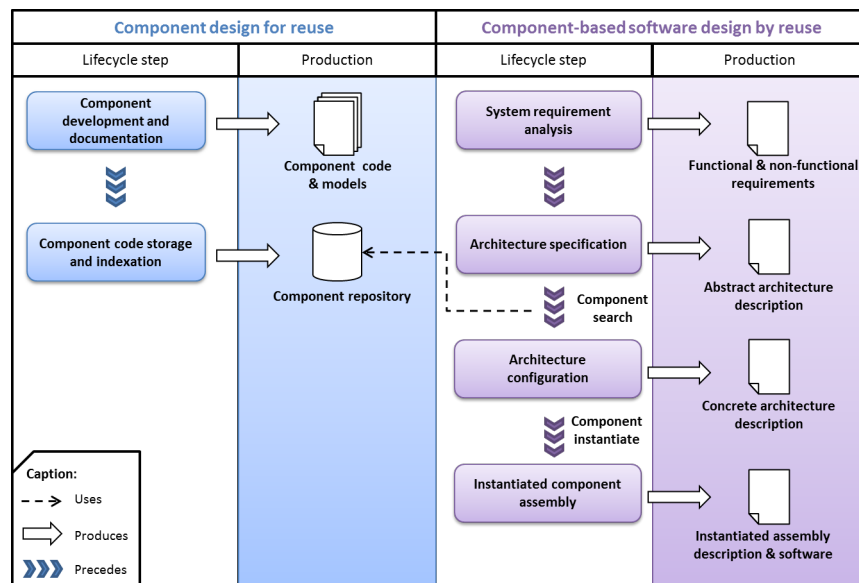 Component design for reuse
Component-based software design by reuse
Lifecycle step
Production
Lifecycle step
Production
Component
development and
documentation
Component code
& models
Component code storage
and indexation
Component repository
System requirement
analysis
Functional & non-functional
requirements
Architecture specification
Abstract architecture
description
Component
search
Architecture
configuration
Concrete architecture
description
Component
instantiate
Instantiated component
assembly
Instantiated assembly
description & software
Caption:
Uses
Produces
Precedes